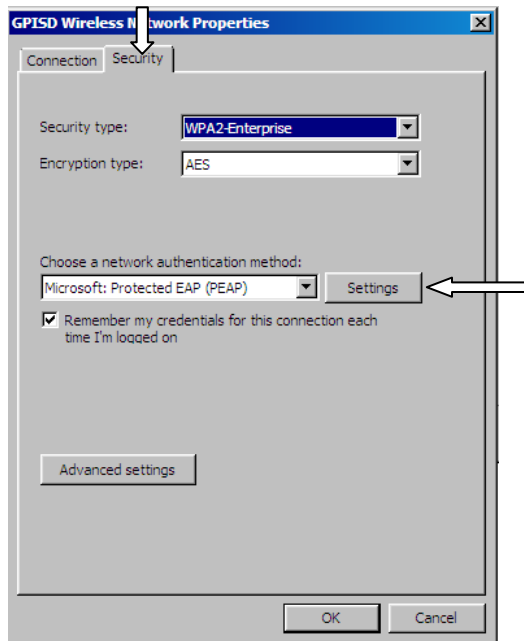 GPISD Wireless Network Properties
Connection Security
Security type: WPA2-Enterprise
Encryption type: AES
Choose a network authentication method:
Microsoft: Protected EAP (PEAP) Settings
Remember my credentials for this connection each
time I'm logged on
Advanced settings
OK Cancel